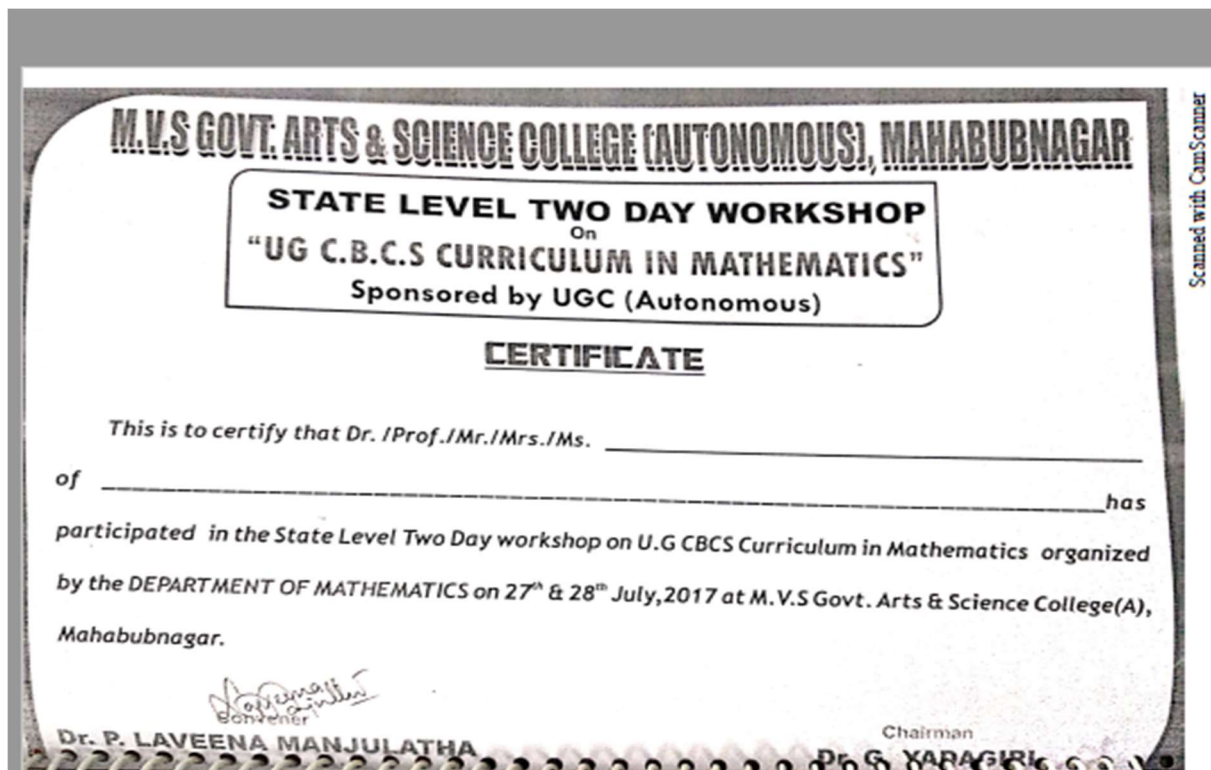 M.V.S GOVT. ARTS & SCIENCE COLLEGE (AUTONOMOUS), MAHABUBNAGAR
STATE LEVEL TWO DAY WORKSHOP
On
“UG C.B.C.S CURRICULUM IN MATHEMATICS”
Sponsored by UGC (Autonomous)
CERTIFICATE
This is to certify that Dr. /Prof./Mr./Mrs./Ms.
of has
participated in the State Level Two Day workshop on U.G CBCS Curriculum in Mathematics organized
by the DEPARTMENT OF MATHEMATICS on 27th & 28th July,2017 at M.V.S Govt. Arts & Science College(A),
Mahabubnagar.
Convener
Dr. P. LAVEENA MANJULATHA
Chairman
Dr. G. YARAGIRI
Scanned with CamScanner